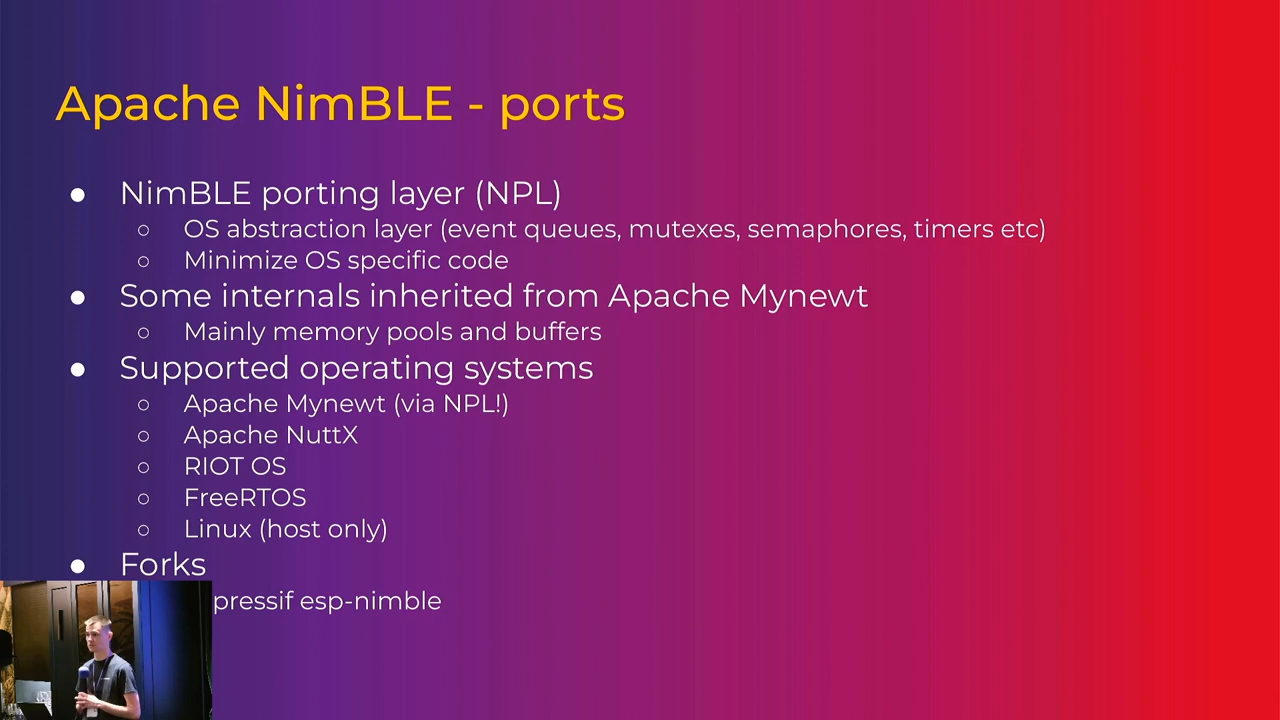 Apache NimBLE - ports
● NimBLE porting layer (NPL)
○ OS abstraction layer (event queues, mutexes, semaphores, timers etc)
○ Minimize OS specific code
● Some internals inherited from Apache Mynewt
○ Mainly memory pools and buffers
● Supported operating systems
○ Apache Mynewt (via NPL!)
○ Apache NuttX
○ RIOT OS
○ FreeRTOS
○ Linux (host only)
● Forks
pressif esp-nimble